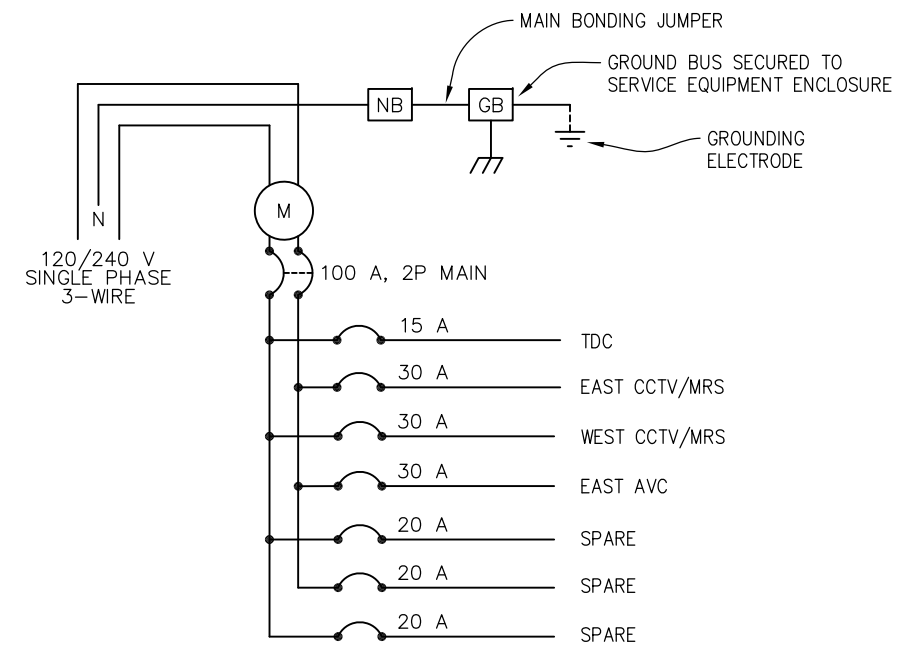 MAIN BONDING JUMPER
GROUND BUS SECURED TO
SERVICE EQUIPMENT ENCLOSURE
NB
GB
GROUNDING
ELECTRODE
N
M
120/240 V
SINGLE PHASE
3-WIRE
100 A, 2P MAIN
15 A
TDC
30 A
EAST CCTV/MRS
30 A
WEST CCTV/MRS
30 A
EAST AVC
20 A
SPARE
20 A
SPARE
20 A
SPARE